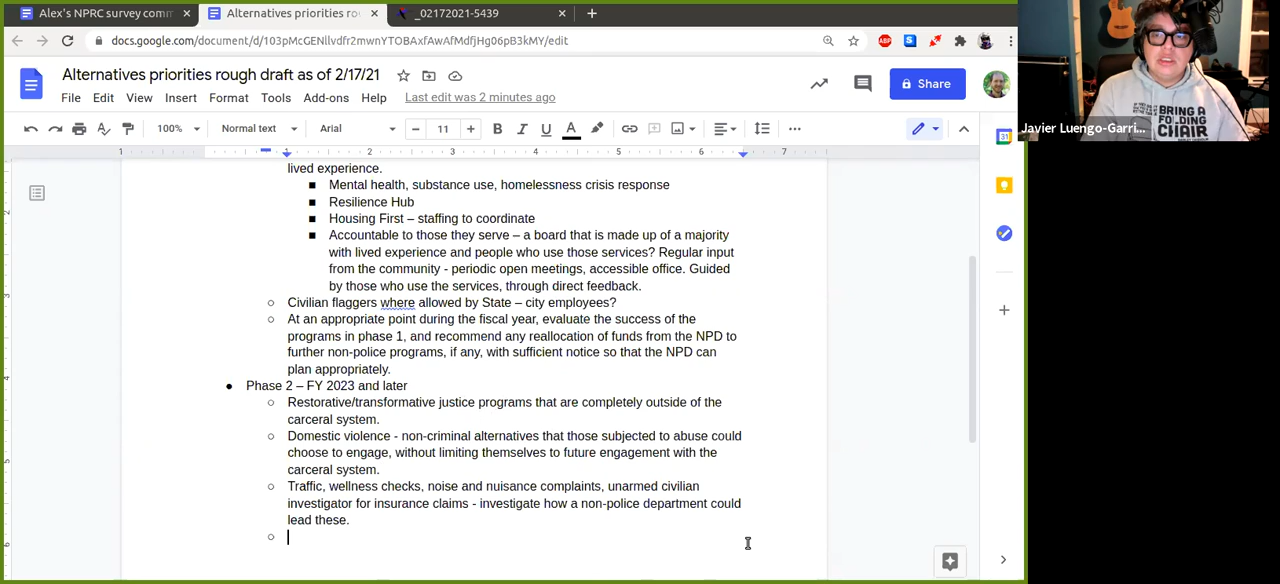 Alex's NPRC survey comm
Alternatives priorities ro
_02172021-5439
docs.google.com/document/d/103pMcGENllvdfr2mwnYTOBAxfAwAfMdfjHg06pB3kMY/edit
ABP
S
Alternatives priorities rough draft as of 2/17/21
File Edit View Insert Format Tools Add-ons Help Last edit was 2 minutes ago
Share
100% Normal text Arial 11 B I U A
1 1 2 3 4 5 6 7
lived experience.
■ Mental health, substance use, homelessness crisis response
■ Resilience Hub
■ Housing First – staffing to coordinate
■ Accountable to those they serve – a board that is made up of a majority
with lived experience and people who use those services? Regular input
from the community - periodic open meetings, accessible office. Guided
by those who use the services, through direct feedback.
○ Civilian flaggers where allowed by State – city employees?
○ At an appropriate point during the fiscal year, evaluate the success of the
programs in phase 1, and recommend any reallocation of funds from the NPD to
further non-police programs, if any, with sufficient notice so that the NPD can
plan appropriately.
● Phase 2 – FY 2023 and later
○ Restorative/transformative justice programs that are completely outside of the
carceral system.
○ Domestic violence - non-criminal alternatives that those subjected to abuse could
choose to engage, without limiting themselves to future engagement with the
carceral system.
○ Traffic, wellness checks, noise and nuisance complaints, unarmed civilian
investigator for insurance claims - investigate how a non-police department could
lead these.
○
31
BRING A
FOLDING
CHAIR
Javier Luengo-Garri...